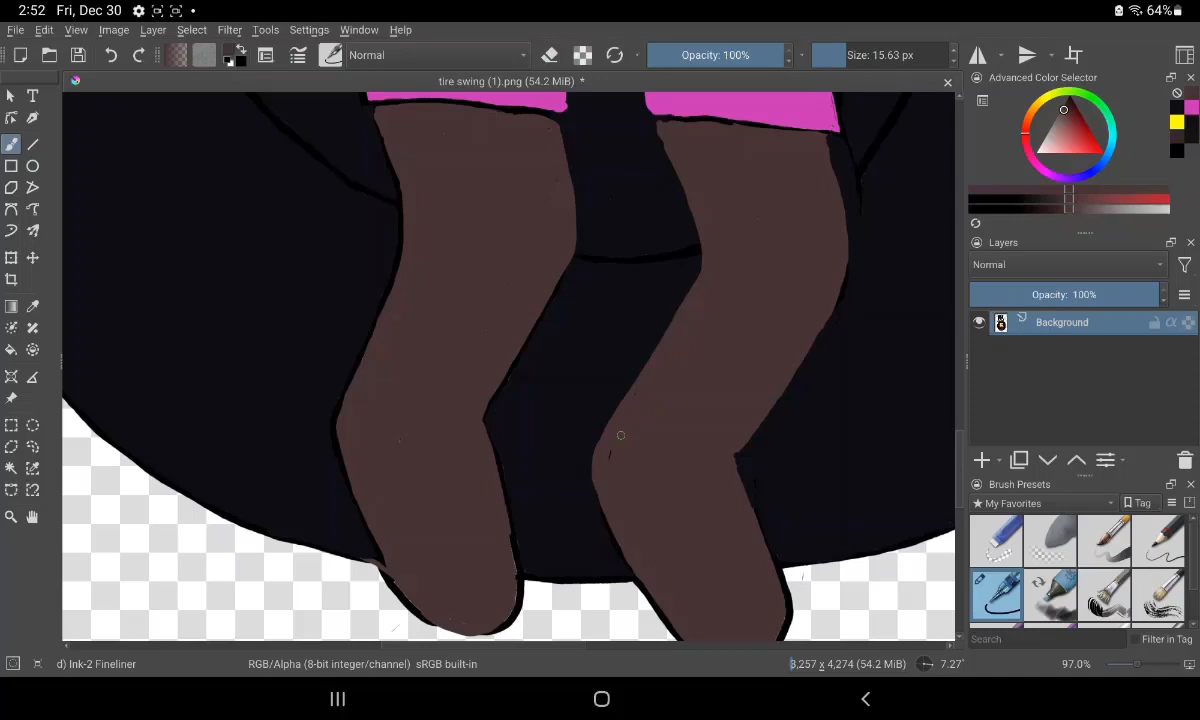 2:52 Fri, Dec 30 64%
File Edit View Image Layer Select Filter Tools Settings Window Help
Normal Opacity: 100% Size: 15.63 px
tire swing (1).png (54.2 MiB) *
Advanced Color Selector
Layers
Normal
Opacity: 100%
Background
Brush Presets
★ My Favorites Tag
Search Filter in Tag
d) Ink-2 Fineliner RGB/Alpha (8-bit integer/channel) sRGB built-in 3,257 x 4,274 (54.2 MiB) 7.27° 97.0%